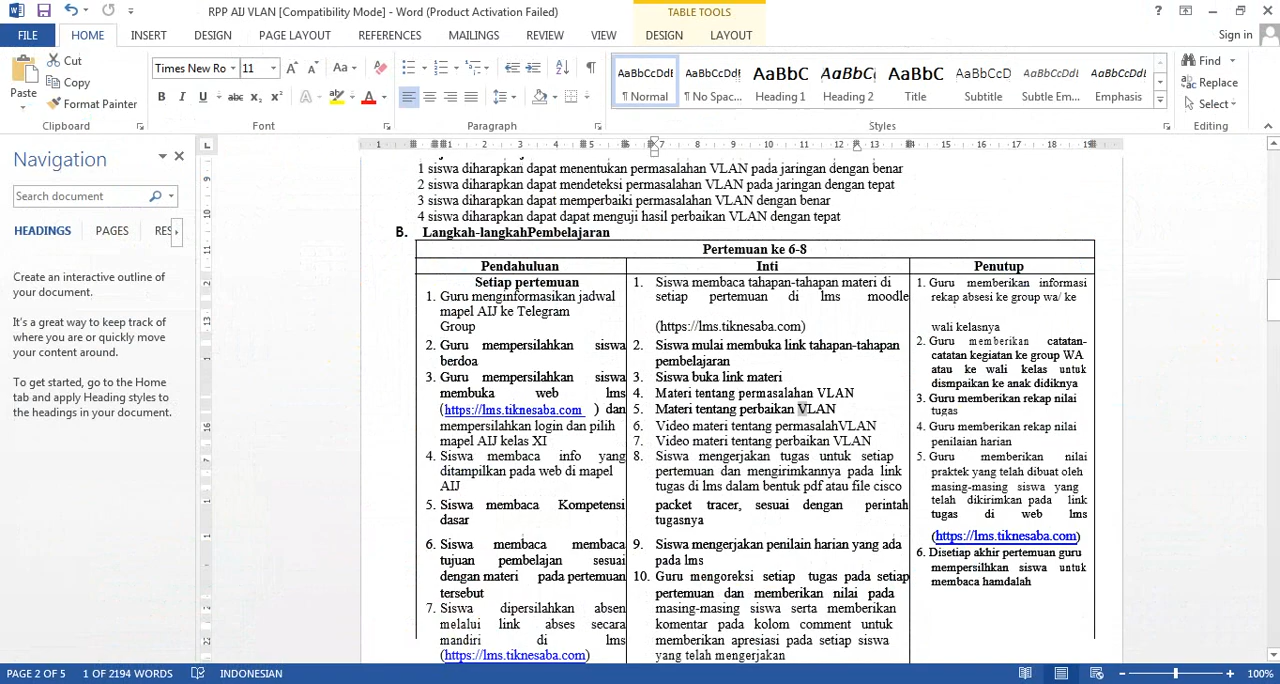 RPP AIJ VLAN [Compatibility Mode] - Word (Product Activation Failed)
TABLE TOOLS
FILE HOME INSERT DESIGN PAGE LAYOUT REFERENCES MAILINGS REVIEW VIEW DESIGN LAYOUT Sign in
Paste
Cut
Copy
Format Painter
Clipboard
Times New Ro 11
Font
Paragraph
AaBbCcDdE AaBbCcDdE AaBbC AaBbCc AaBbC AaBbCcD AaBbCcDd AaBbCcDd
¶ Normal ¶ No Spac... Heading 1 Heading 2 Title Subtitle Subtle Em... Emphasis
Styles
Find
Replace
Select
Editing
Navigation
Search document
HEADINGS PAGES RES
Create an interactive outline of
your document.
It's a great way to keep track of
where you are or quickly move
your content around.
To get started, go to the Home
tab and apply Heading styles to
the headings in your document.
1 siswa diharapkan dapat menentukan permasalahan VLAN pada jaringan dengan benar
2 siswa diharapkan dapat mendeteksi permasalahan VLAN pada jaringan dengan tepat
3 siswa diharapkan dapat memperbaiki permasalahan VLAN dengan benar
4 siswa diharapkan dapat dapat menguji hasil perbaikan VLAN dengan tepat
B. Langkah-langkahPembelajaran
Pertemuan ke 6-8
Pendahuluan
Setiap pertemuan
1. Guru menginformasikan jadwal
mapel AIJ ke Telegram
Group
2. Guru mempersilahkan siswa
berdoa
3. Guru mempersilahkan siswa
membuka web lms
(https://lms.tiknesaba.com ) dan
mempersilahkan login dan pilih
mapel AIJ kelas XI
4. Siswa membaca info yang
ditampilkan pada web di mapel
AIJ
5. Siswa membaca Kompetensi
dasar
6. Siswa membaca membaca
tujuan pembelajan sesuai
dengan materi pada pertemuan
tersebut
7. Siswa dipersilahkan absen
melalui link abses secara
mandiri di lms
(https://lms.tiknesaba.com)
Inti
1. Siswa membaca tahapan-tahapan materi di
setiap pertemuan di lms moodle
(https://lms.tiknesaba.com)
2. Siswa mulai membuka link tahapan-tahapan
pembelajaran
3. Siswa buka link materi
4. Materi tentang permasalahan VLAN
5. Materi tentang perbaikan VLAN
6. Video materi tentang permasalahVLAN
7. Video materi tentang perbaikan VLAN
8. Siswa mengerjakan tugas untuk setiap
pertemuan dan mengirimkannya pada link
tugas di lms dalam bentuk pdf atau file cisco
packet tracer, sesuai dengan perintah
tugasnya
9. Siswa mengerjakan penilain harian yang ada
pada lms
10. Guru mengoreksi setiap tugas pada setiap
pertemuan dan memberikan nilai pada
masing-masing siswa serta memberikan
komentar pada kolom comment untuk
memberikan apresiasi pada setiap siswa
yang telah mengerjakan
Penutup
1. Guru memberikan informasi
rekap absesi ke group wa/ ke
wali kelasnya
2. Guru memberikan catatan-
catatan kegiatan ke group WA
atau ke wali kelas untuk
dismpaikan ke anak didiknya
3. Guru memberikan rekap nilai
tugas
4. Guru memberikan rekap nilai
penilaian harian
5. Guru memberikan nilai
praktek yang telah dibuat oleh
masing-masing siswa yang
telah dikirimkan pada link
tugas di web lms
(https://lms.tiknesaba.com)
6. Disetiap akhir pertemuan guru
mempersilhkan siswa untuk
membaca hamdalah
PAGE 2 OF 5 1 OF 2194 WORDS INDONESIAN 100%